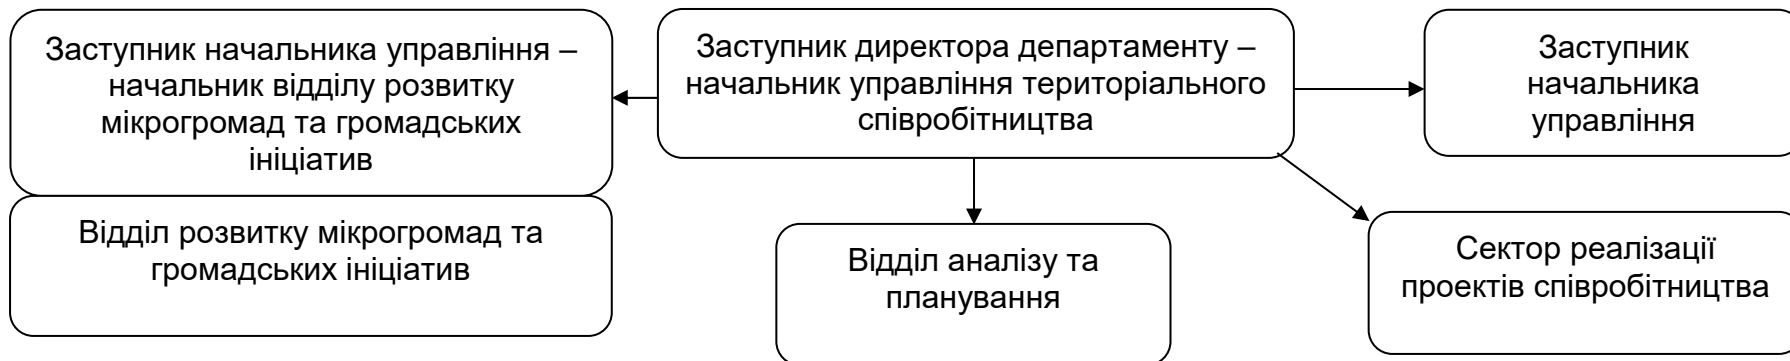 Заступник начальника управління –
начальник відділу розвитку
мікрогромад та громадських
ініціатив
Відділ розвитку мікрогромад та
громадських ініціатив
Заступник директора департаменту –
начальник управління територіального
співробітництва
Відділ аналізу та
планування
Заступник
начальника
управління
Сектор реалізації
проектів співробітництва